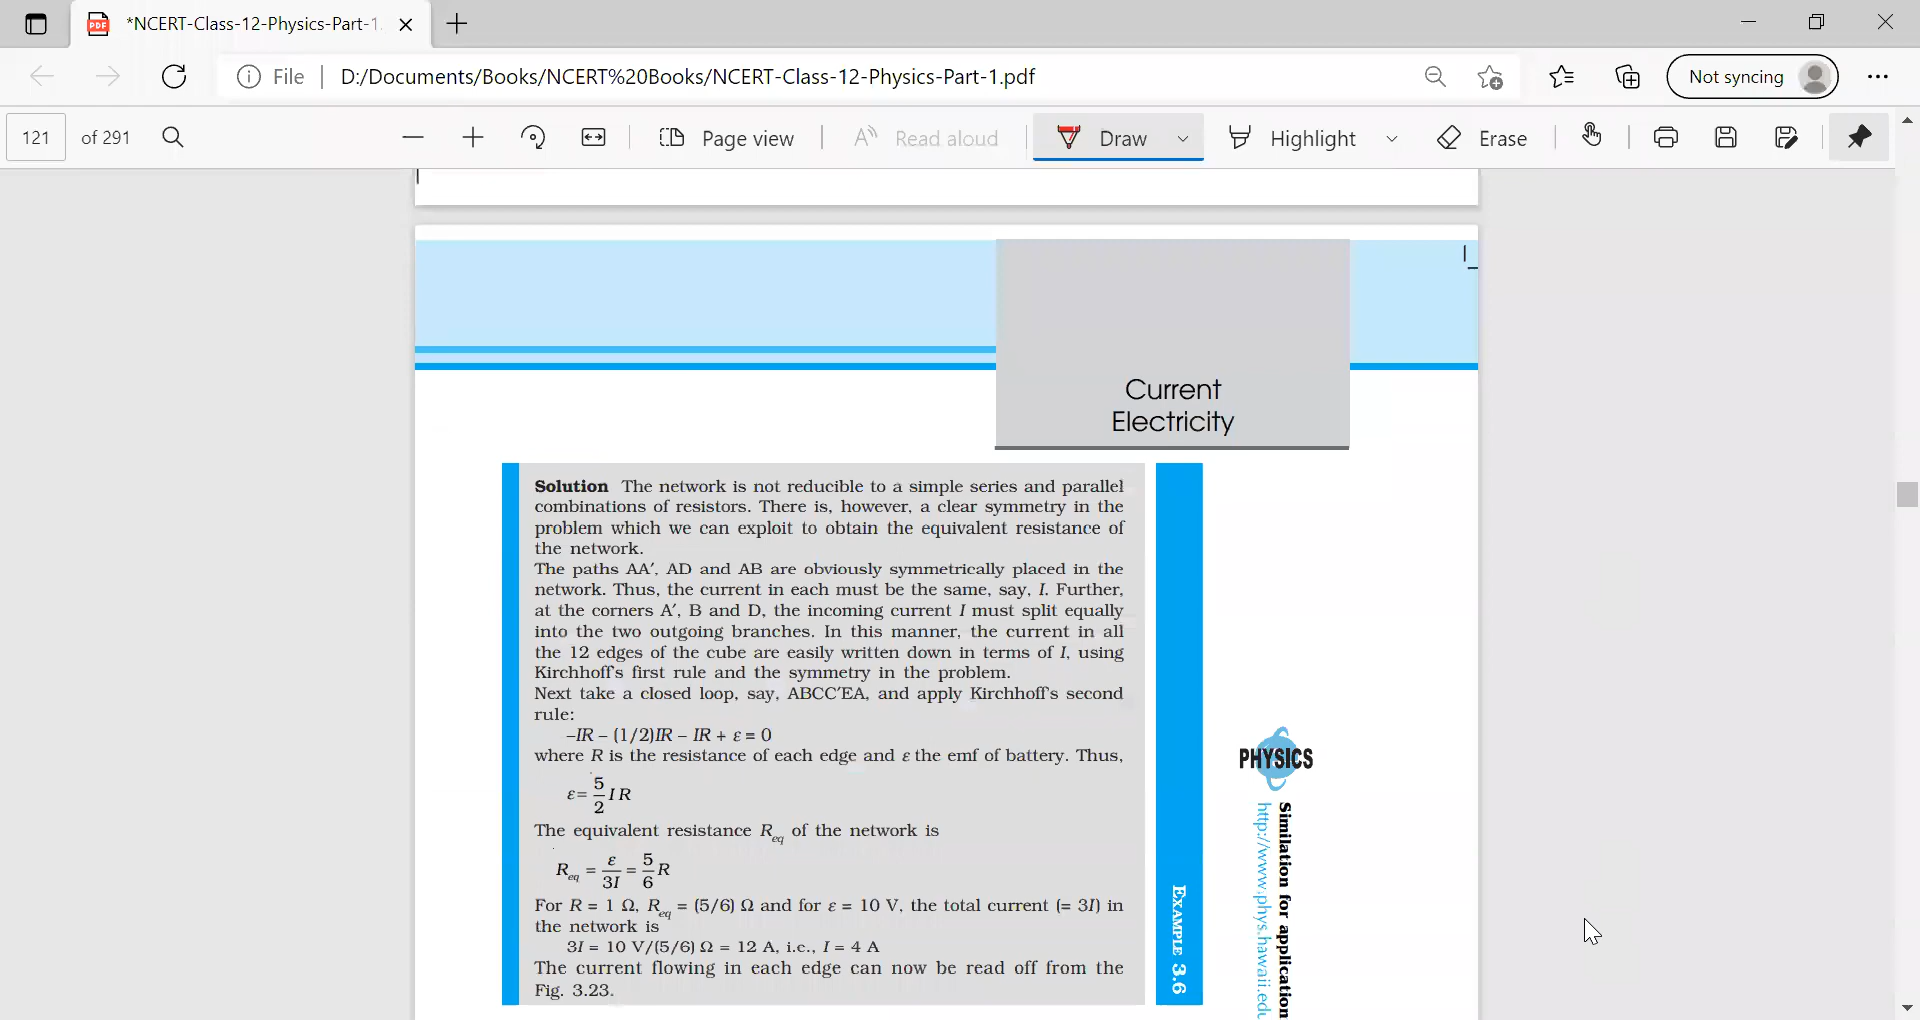 *NCERT-Class-12-Physics-Part-1.
File
D:/Documents/Books/NCERT%20Books/NCERT-Class-12-Physics-Part-1.pdf
Not syncing
121 of 291
Page view
Read aloud
Draw
Highlight
Erase
Current
Electricity
Solution The network is not reducible to a simple series and parallel
combinations of resistors. There is, however, a clear symmetry in the
problem which we can exploit to obtain the equivalent resistance of
the network.
The paths AA′, AD and AB are obviously symmetrically placed in the
network. Thus, the current in each must be the same, say, I. Further,
at the corners A′, B and D, the incoming current I must split equally
into the two outgoing branches. In this manner, the current in all
the 12 edges of the cube are easily written down in terms of I, using
Kirchhoff's first rule and the symmetry in the problem.
Next take a closed loop, say, ABCC′EA, and apply Kirchhoff's second
rule:
–IR – (1/2)IR – IR + ε = 0
where R is the resistance of each edge and ε the emf of battery. Thus,
ε = 5/2 I R
The equivalent resistance Req of the network is
Req = ε/3I = 5/6 R
For R = 1 Ω, Req = (5/6) Ω and for ε = 10 V, the total current (= 3I) in
the network is
3I = 10 V/(5/6) Ω = 12 A, i.e., I = 4 A
The current flowing in each edge can now be read off from the
Fig. 3.23.
EXAMPLE 3.6
PHYSICS
Similation for application
http://www.phys.hawaii.edu